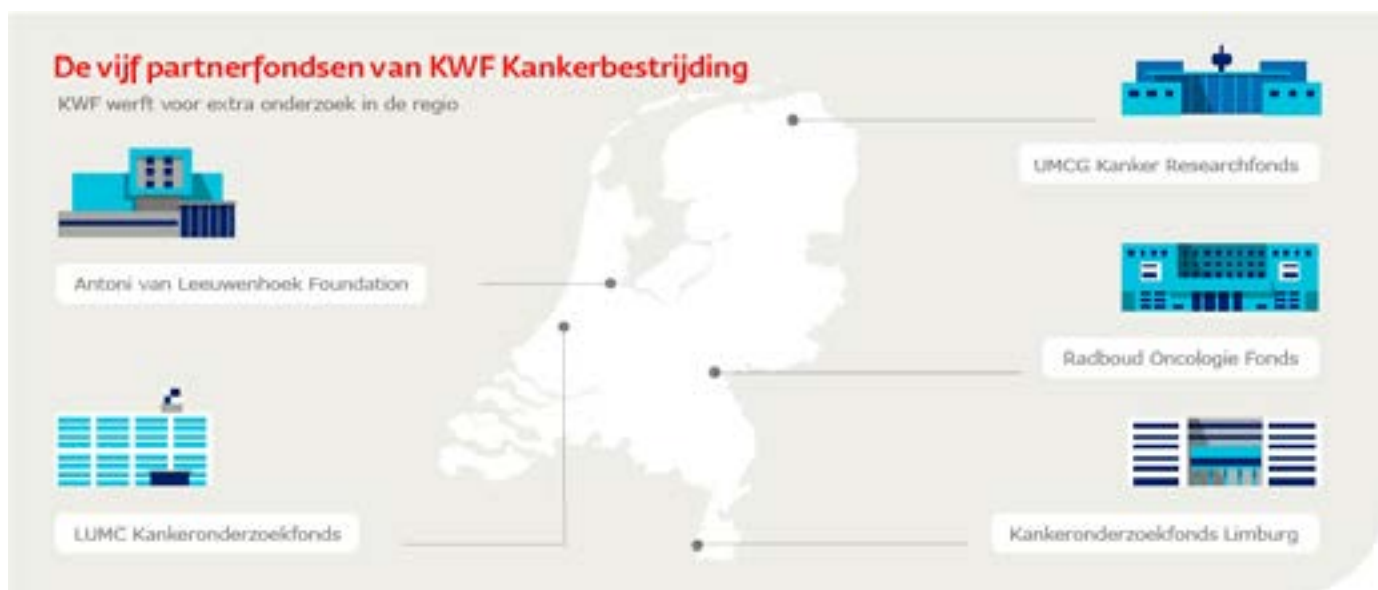 De vijf partnerfondsen van KWF Kankerbestrijding
KWF werft voor extra onderzoek in de regio
UMCG Kanker Researchfonds
Antoni van Leeuwenhoek Foundation
Radboud Oncologie Fonds
LUMC Kankeronderzoekfonds
Kankeronderzoekfonds Limburg